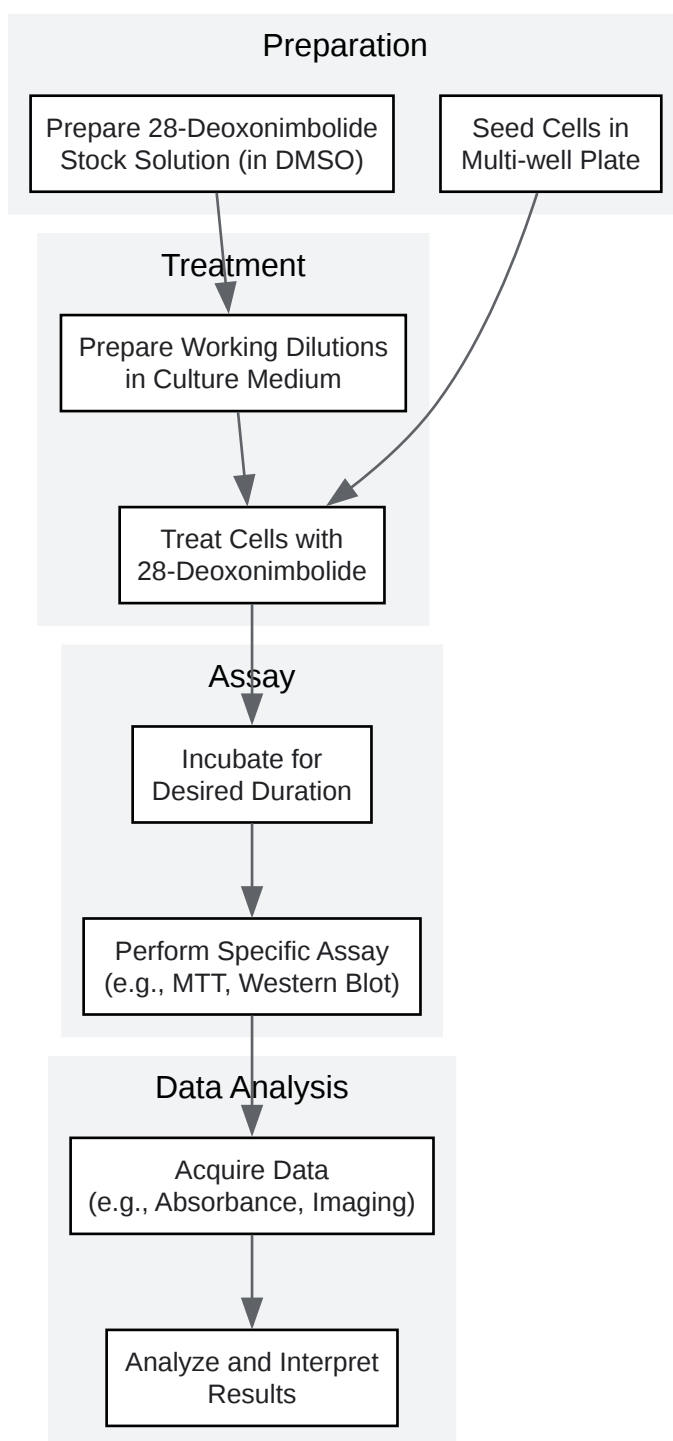 Preparation
Prepare 28-Deoxonimbolide
Stock Solution (in DMSO)
Seed Cells in
Multi-well Plate
Treatment
Prepare Working Dilutions
in Culture Medium
Treat Cells with
28-Deoxonimbolide
Assay
Incubate for
Desired Duration
Perform Specific Assay
(e.g., MTT, Western Blot)
Data Analysis
Acquire Data
(e.g., Absorbance, Imaging)
Analyze and Interpret
Results